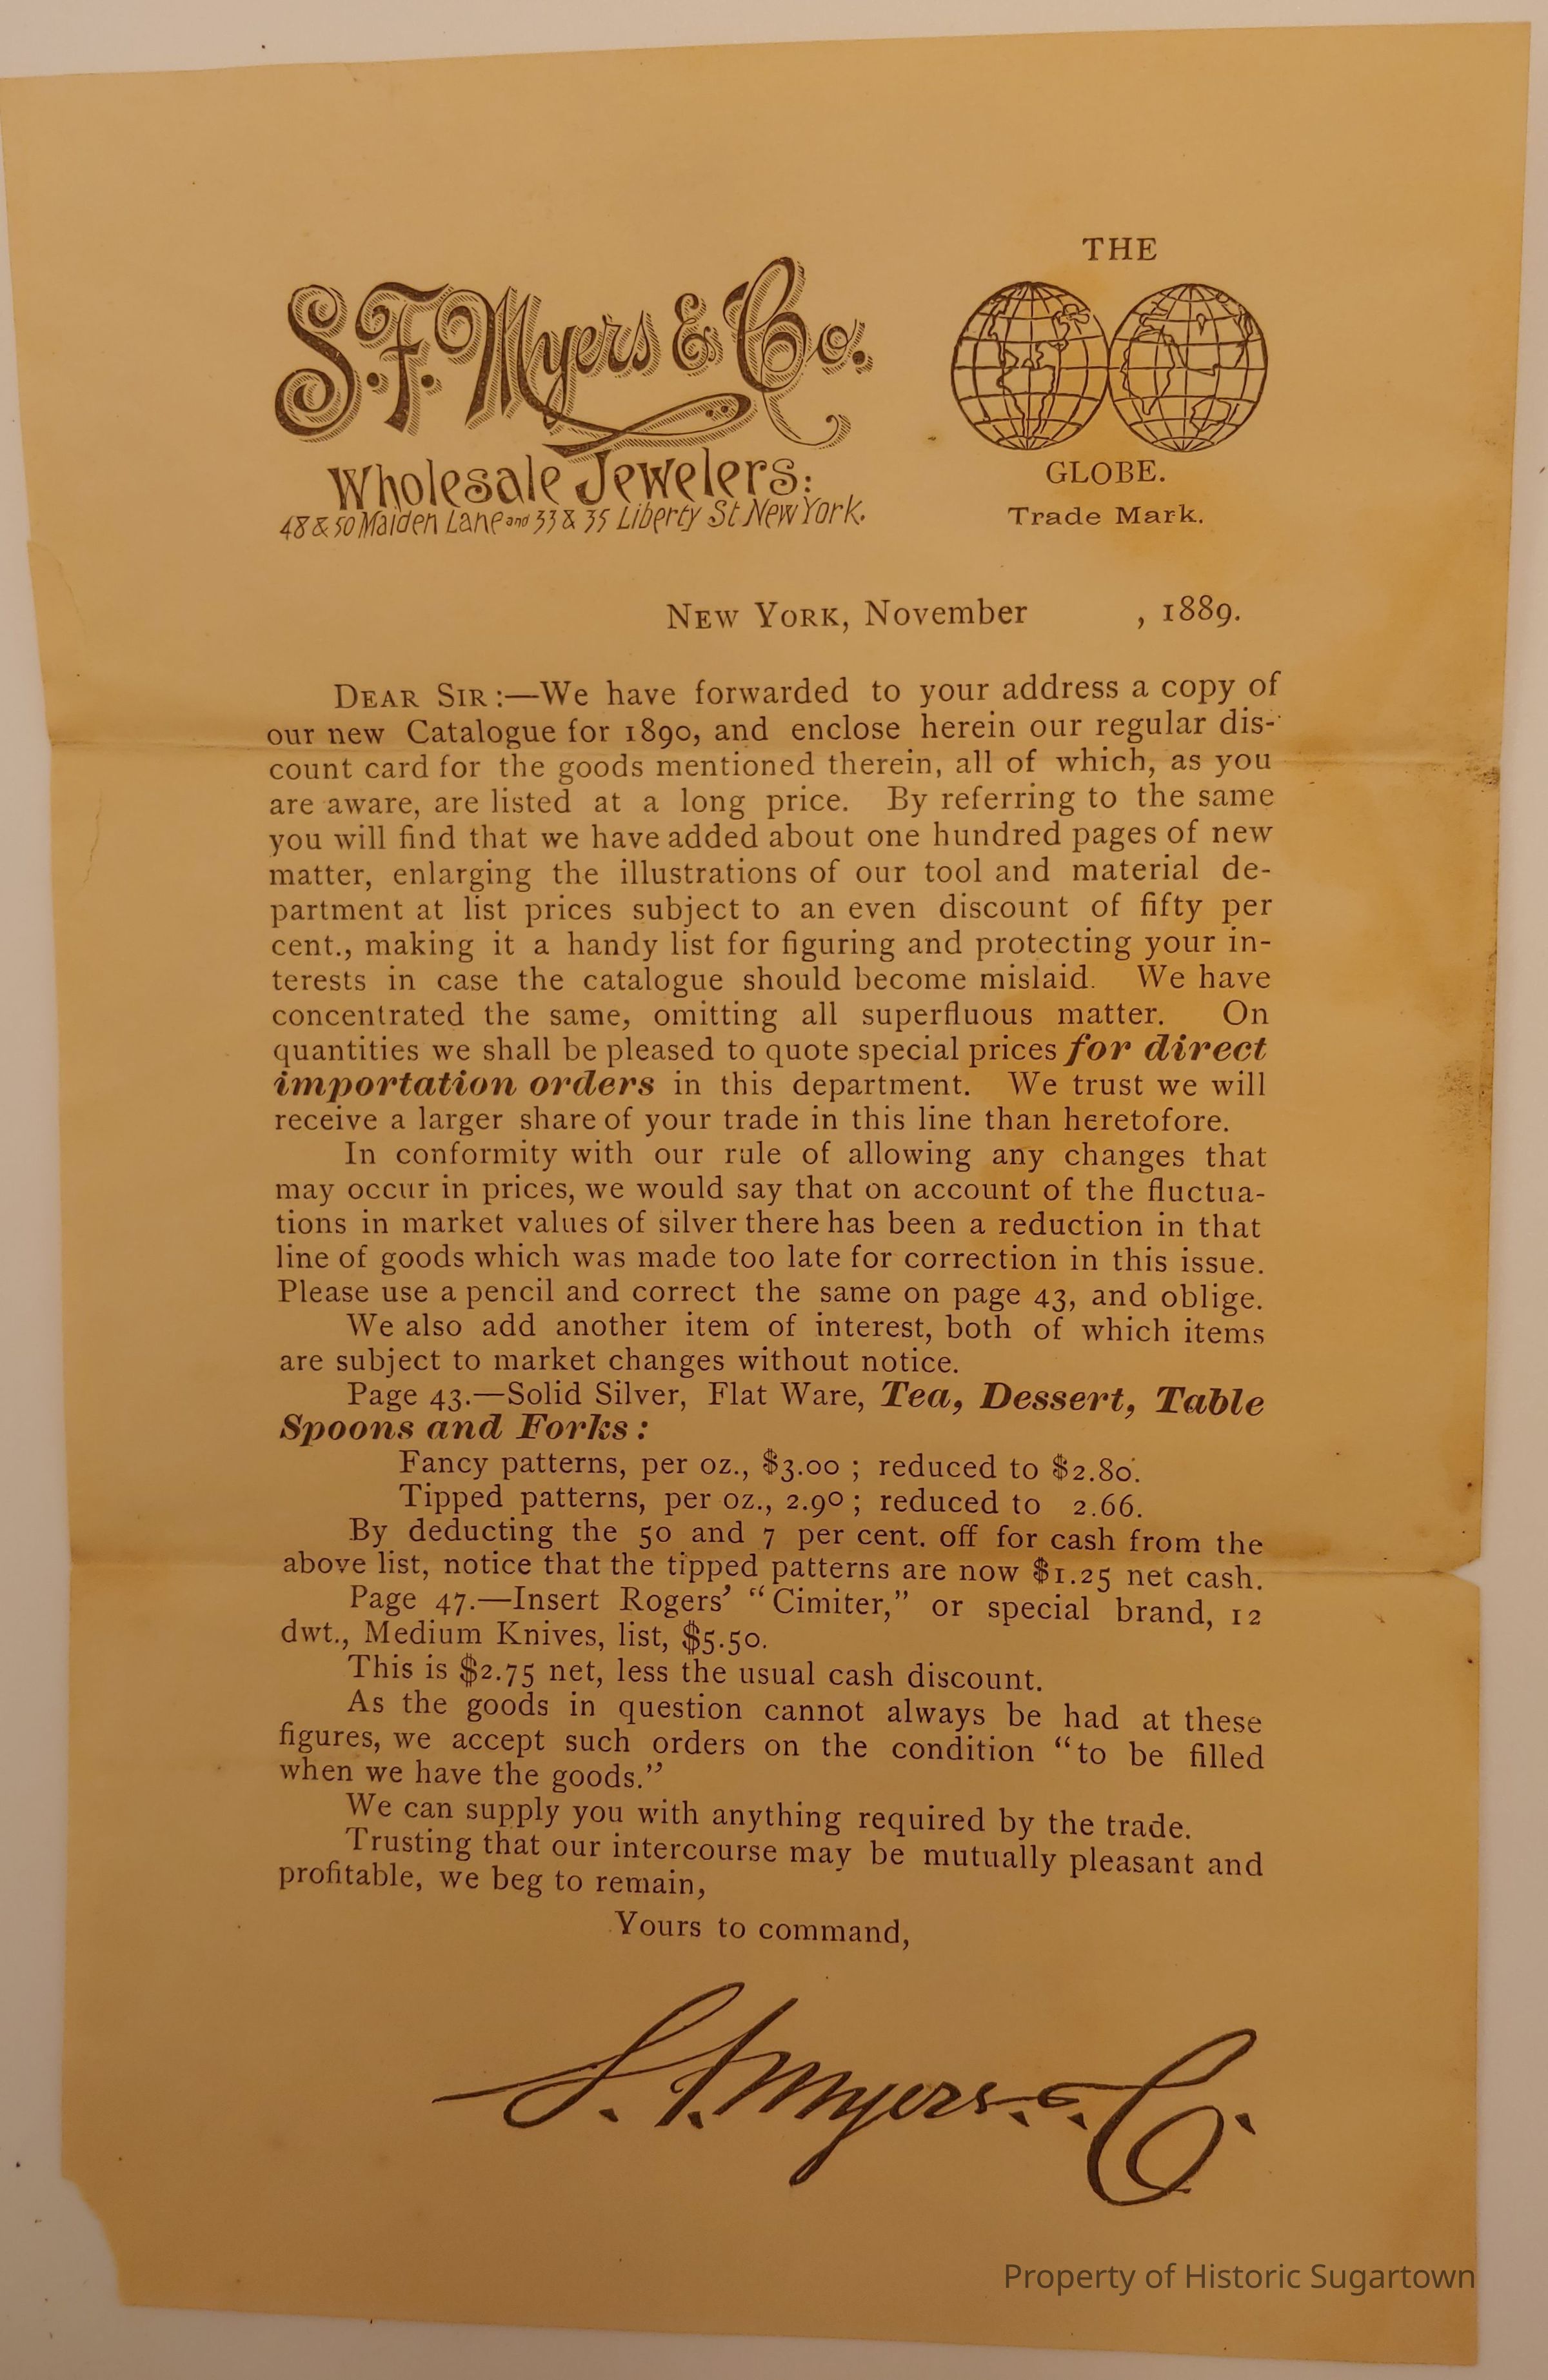 THE
S. F. Myers & Co.
Wholesale Jewelers:
48 & 50 Maiden Lane and 33 & 35 Liberty St New York.
GLOBE.
Trade Mark.
NEW YORK, November , 1889.
DEAR SIR:—We have forwarded to your address a copy of
our new Catalogue for 1890, and enclose herein our regular dis-
count card for the goods mentioned therein, all of which, as you
are aware, are listed at a long price. By referring to the same
you will find that we have added about one hundred pages of new
matter, enlarging the illustrations of our tool and material de-
partment at list prices subject to an even discount of fifty per
cent., making it a handy list for figuring and protecting your in-
terests in case the catalogue should become mislaid. We have
concentrated the same, omitting all superfluous matter. On
quantities we shall be pleased to quote special prices for direct
importation orders in this department. We trust we will
receive a larger share of your trade in this line than heretofore.
In conformity with our rule of allowing any changes that
may occur in prices, we would say that on account of the fluctua-
tions in market values of silver there has been a reduction in that
line of goods which was made too late for correction in this issue.
Please use a pencil and correct the same on page 43, and oblige.
We also add another item of interest, both of which items
are subject to market changes without notice.
Page 43.—Solid Silver, Flat Ware, Tea, Dessert, Table
Spoons and Forks:
Fancy patterns, per oz., $3.00; reduced to $2.80.
Tipped patterns, per oz., 2.90; reduced to 2.66.
By deducting the 50 and 7 per cent. off for cash from the
above list, notice that the tipped patterns are now $1.25 net cash.
Page 47.—Insert Rogers' "Cimiter," or special brand, 12
dwt., Medium Knives, list, $5.50.
This is $2.75 net, less the usual cash discount.
As the goods in question cannot always be had at these
figures, we accept such orders on the condition "to be filled
when we have the goods."
We can supply you with anything required by the trade.
Trusting that our intercourse may be mutually pleasant and
profitable, we beg to remain,
Yours to command,
S. F. Myers & Co.
Property of Historic Sugartown